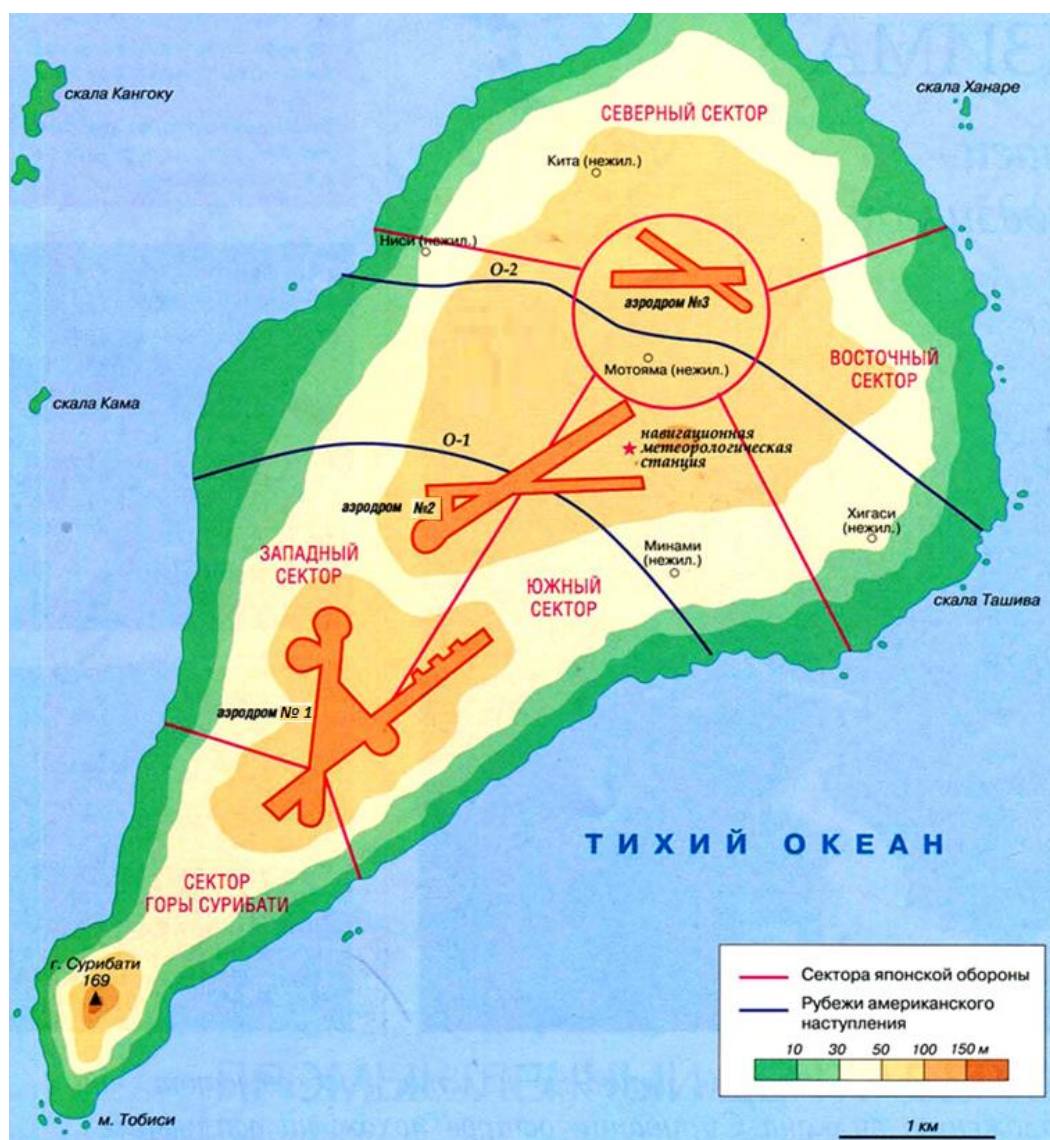 ЗИМА
скала Кангоку
скала Ханаре
СЕВЕРНЫЙ СЕКТОР
Кита (нежил.)
Ниси (нежил.)
О-2
аэродром №3
Мотояма (нежил.)
ВОСТОЧНЫЙ
СЕКТОР
скала Кама
О-1
навигационная
метеорологическая
станция
аэродром №2
Хигаси
(нежил.)
Минами
(нежил.)
ЗАПАДНЫЙ
СЕКТОР
ЮЖНЫЙ
СЕКТОР
скала Ташива
аэродром № 1
ТИХИЙ ОКЕАН
СЕКТОР
ГОРЫ СУРИБАТИ
г. Сурибати
169
м. Тобиси
Сектора японской обороны
Рубежи американского
наступления
10 30 50 100 150 м
1 км